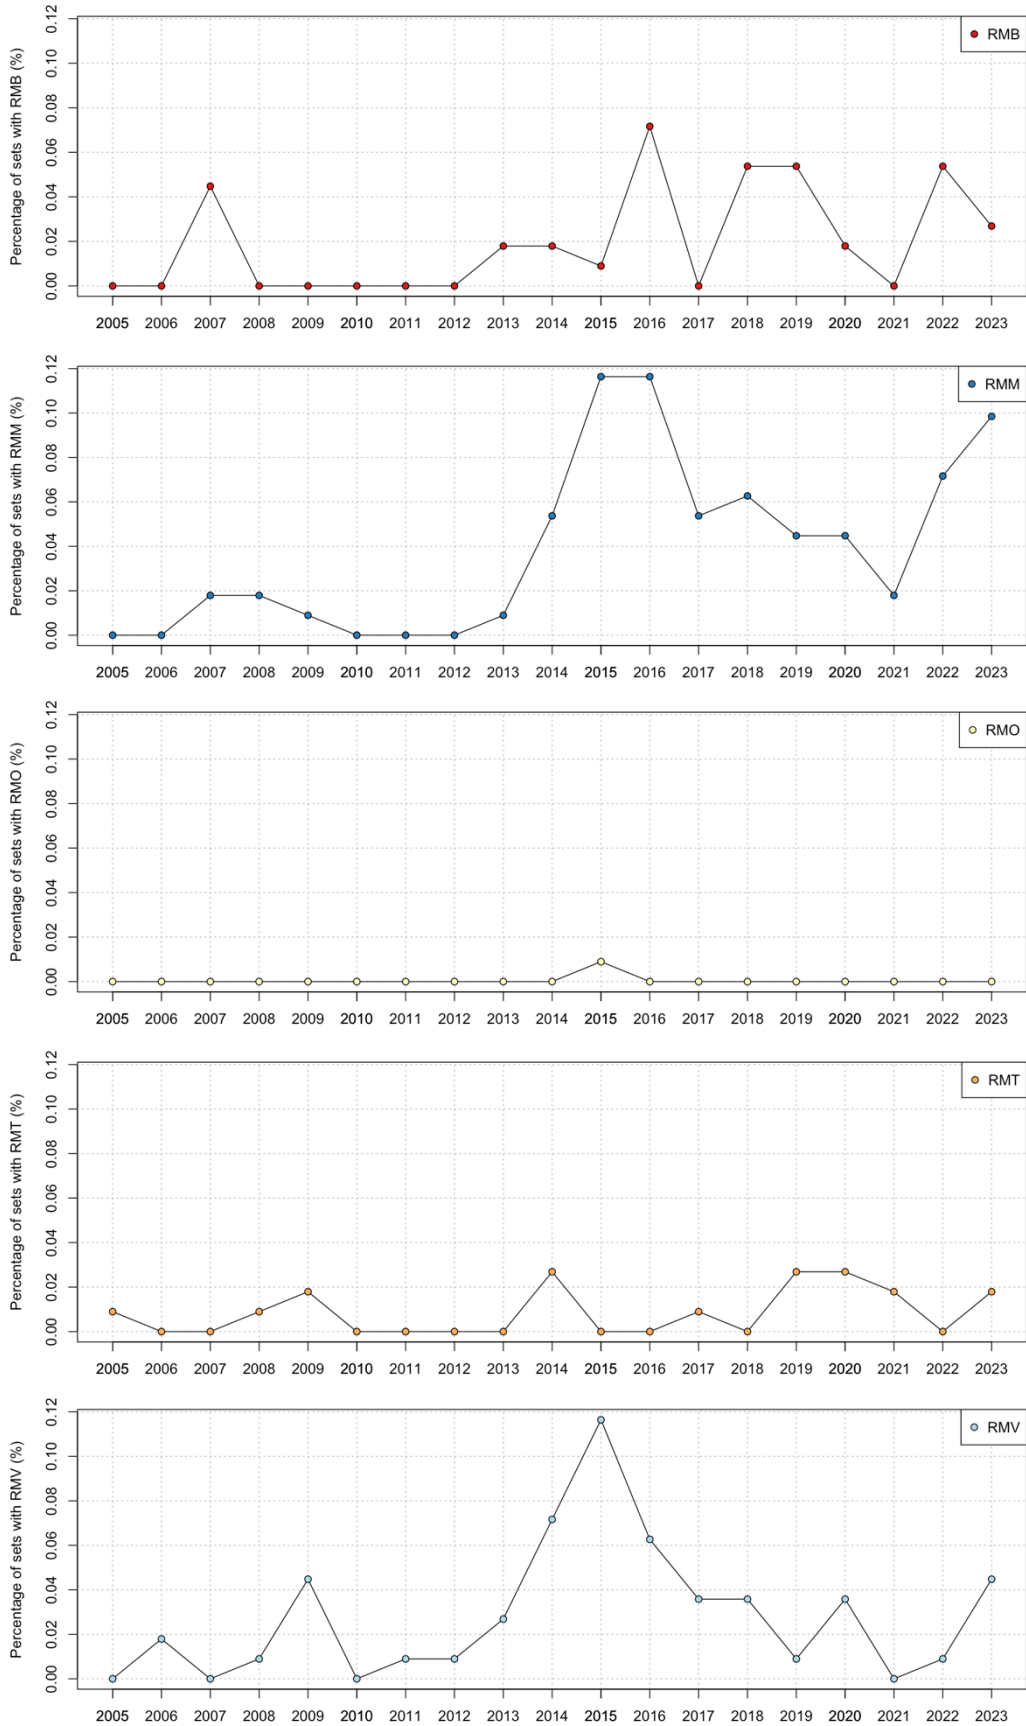 Percentage of sets with RMB (%)
0.00 0.02 0.04 0.06 0.08 0.10 0.12
RMB
2005 2006 2007 2008 2009 2010 2011 2012 2013 2014 2015 2016 2017 2018 2019 2020 2021 2022 2023
Percentage of sets with RMM (%)
0.00 0.02 0.04 0.06 0.08 0.10 0.12
RMM
2005 2006 2007 2008 2009 2010 2011 2012 2013 2014 2015 2016 2017 2018 2019 2020 2021 2022 2023
Percentage of sets with RMO (%)
0.00 0.02 0.04 0.06 0.08 0.10 0.12
RMO
2005 2006 2007 2008 2009 2010 2011 2012 2013 2014 2015 2016 2017 2018 2019 2020 2021 2022 2023
Percentage of sets with RMT (%)
0.00 0.02 0.04 0.06 0.08 0.10 0.12
RMT
2005 2006 2007 2008 2009 2010 2011 2012 2013 2014 2015 2016 2017 2018 2019 2020 2021 2022 2023
Percentage of sets with RMV (%)
0.00 0.02 0.04 0.06 0.08 0.10 0.12
RMV
2005 2006 2007 2008 2009 2010 2011 2012 2013 2014 2015 2016 2017 2018 2019 2020 2021 2022 2023